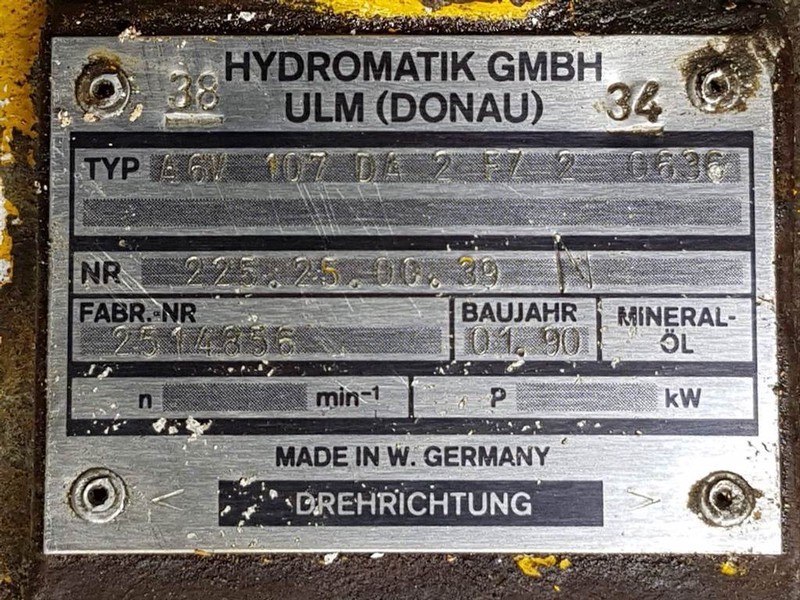 HYDROMATIK GMBH
38 ULM (DONAU) 34
TYP A6V 107 DA 2 FZ 2 0636
NR 225.25.00.39 N
FABR.-NR BAUJAHR MINERAL-
2514856 01.90 ÖL
n min⁻¹ P kW
MADE IN W. GERMANY
< DREHRICHTUNG >